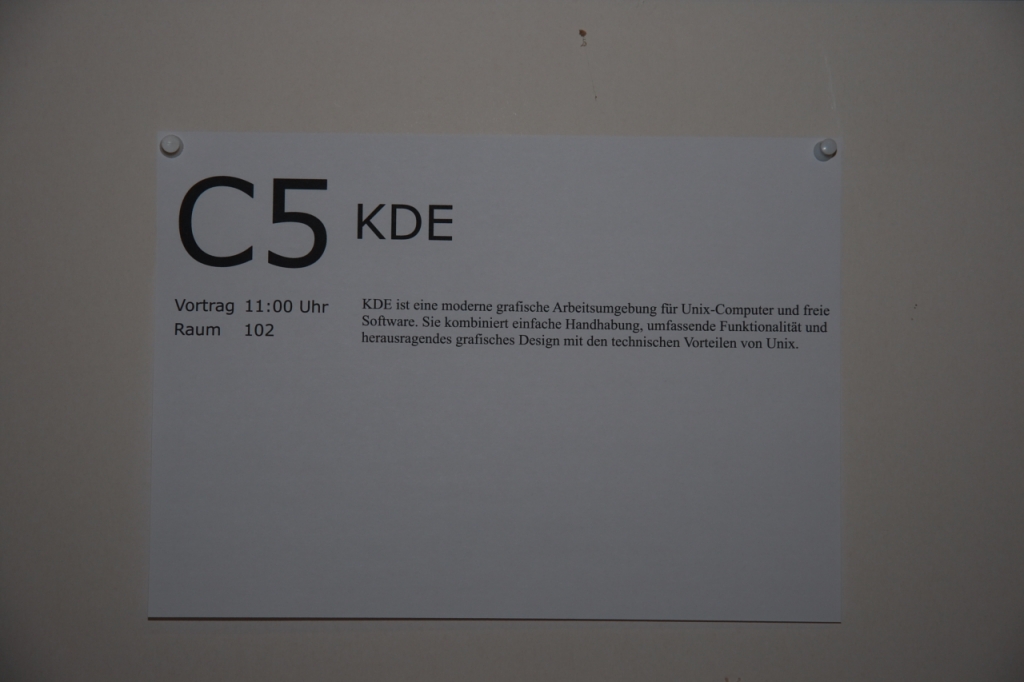 C5 KDE
Vortrag 11:00 Uhr
Raum 102
KDE ist eine moderne grafische Arbeitsumgebung für Unix-Computer und freie
Software. Sie kombiniert einfache Handhabung, umfassende Funktionalität und
herausragendes grafisches Design mit den technischen Vorteilen von Unix.